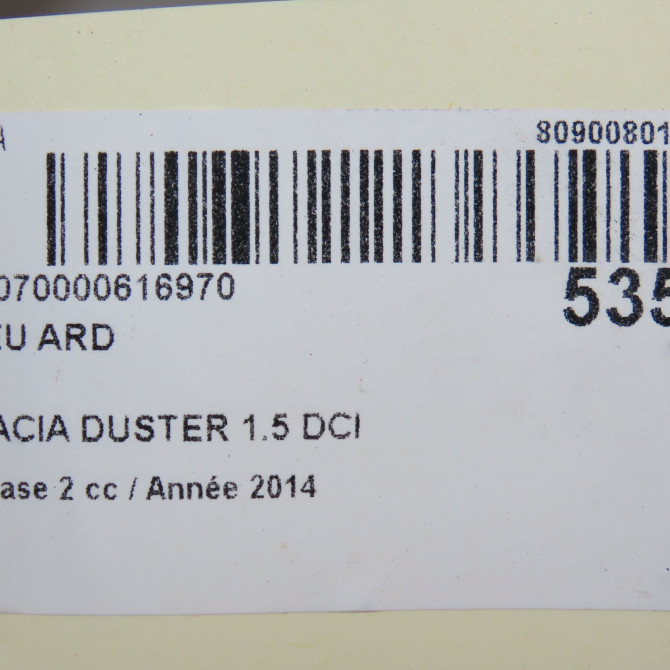 A 80900801
070000616970 535
EU ARD
ACIA DUSTER 1.5 DCI
ase 2 cc / Année 2014